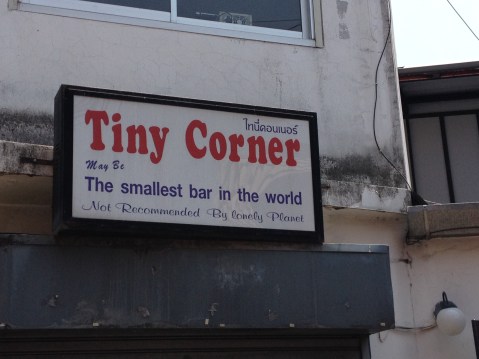 ไทนี่คอนเนอร์
Tiny Corner
May Be
The smallest bar in the world
Not Recommended By lonely Planet